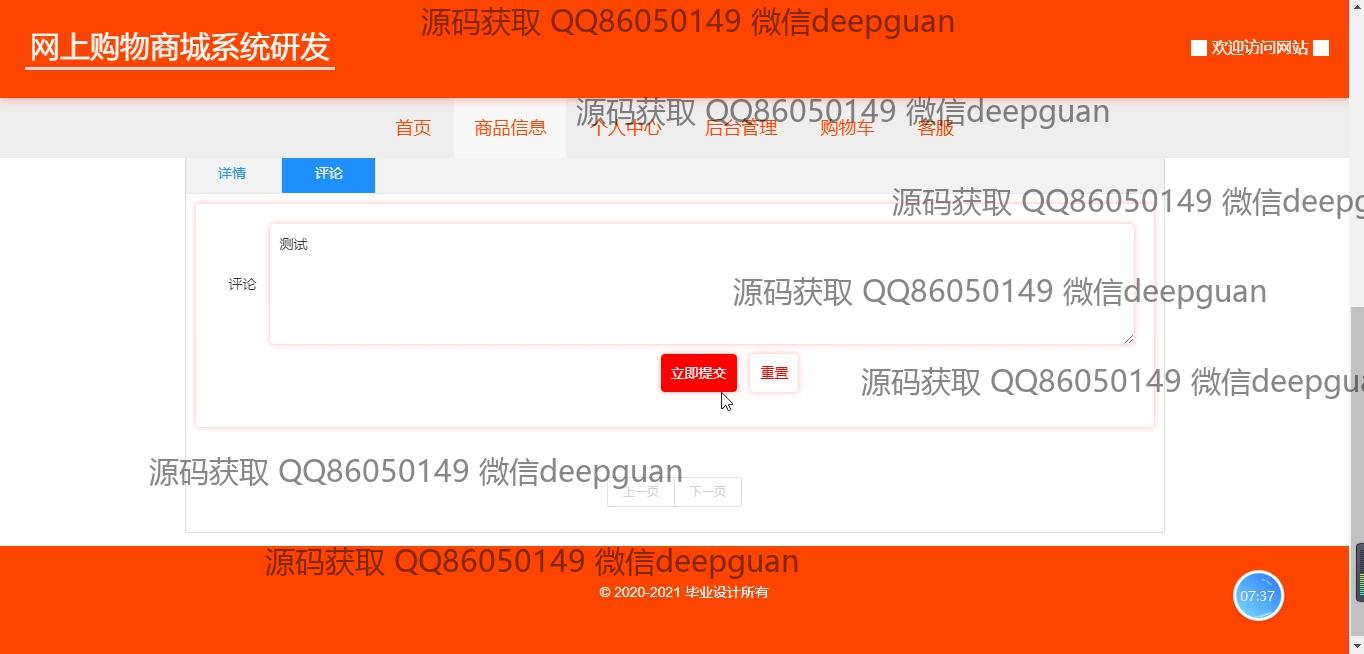 源码获取 QQ86050149 微信deepguan
网上购物商城系统研发
欢迎访问网站
源码获取 QQ86050149 微信deepguan
首页 商品信息 个人中心 后台管理 购物车 客服
详情 评论
源码获取 QQ86050149 微信deepg
测试
评论
源码获取 QQ86050149 微信deepguan
立即提交 重置
源码获取 QQ86050149 微信deepgua
源码获取 QQ86050149 微信deepguan
上一页 下一页
源码获取 QQ86050149 微信deepguan
© 2020-2021 毕业设计所有
07:37